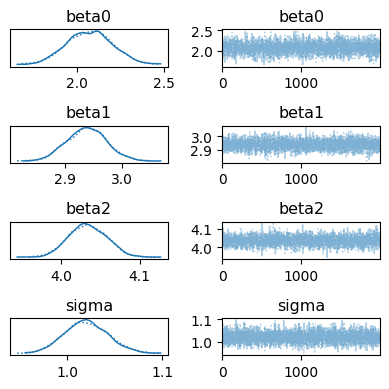 beta0 beta0
2.5
2.0
2.0 2.5 0 1000
beta1 beta1
3.0
2.9
2.9 3.0 0 1000
beta2 beta2
4.1
4.0
4.0 4.1 0 1000
sigma sigma
1.1
1.0
1.0 1.1 0 1000